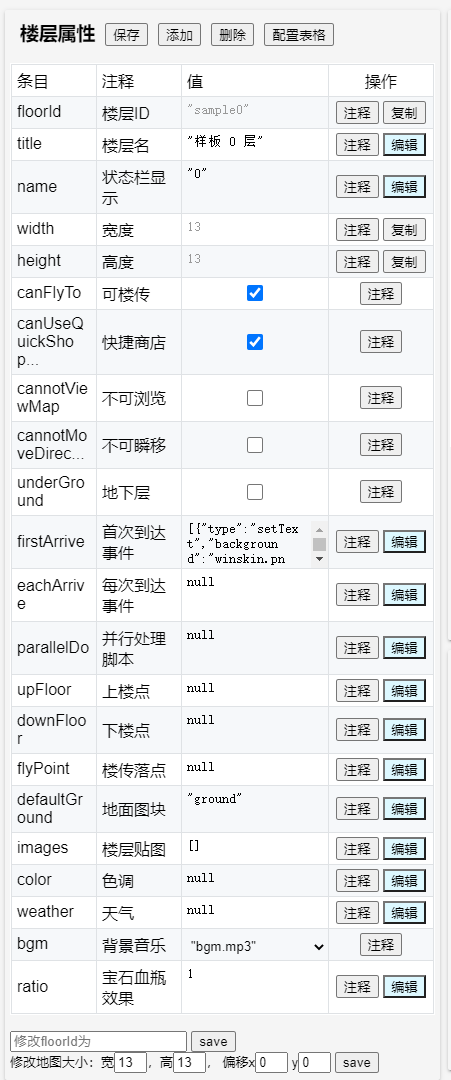 楼层属性 保存 添加 删除 配置表格
条目 注释 值 操作
floorId 楼层ID "sample0" 注释 复制
title 楼层名 "样板 0 层" 注释 编辑
name 状态栏显示 "0" 注释 编辑
width 宽度 13 注释 复制
height 高度 13 注释 复制
canFlyTo 可楼传 注释
canUseQuickShop... 快捷商店 注释
cannotViewMap 不可浏览 注释
cannotMoveDirec... 不可瞬移 注释
underGround 地下层 注释
firstArrive 首次到达事件 [{"type":"setText","background":"winskin.pn 注释 编辑
eachArrive 每次到达事件 null 注释 编辑
parallelDo 并行处理脚本 null 注释 编辑
upFloor 上楼点 null 注释 编辑
downFloor 下楼点 null 注释 编辑
flyPoint 楼传落点 null 注释 编辑
defaultGround 地面图块 "ground" 注释 编辑
images 楼层贴图 [] 注释 编辑
color 色调 null 注释 编辑
weather 天气 null 注释 编辑
bgm 背景音乐 "bgm.mp3" 注释
ratio 宝石血瓶效果 1 注释 编辑
修改floorId为 save
修改地图大小：宽13，高13， 偏移x0 y0 save